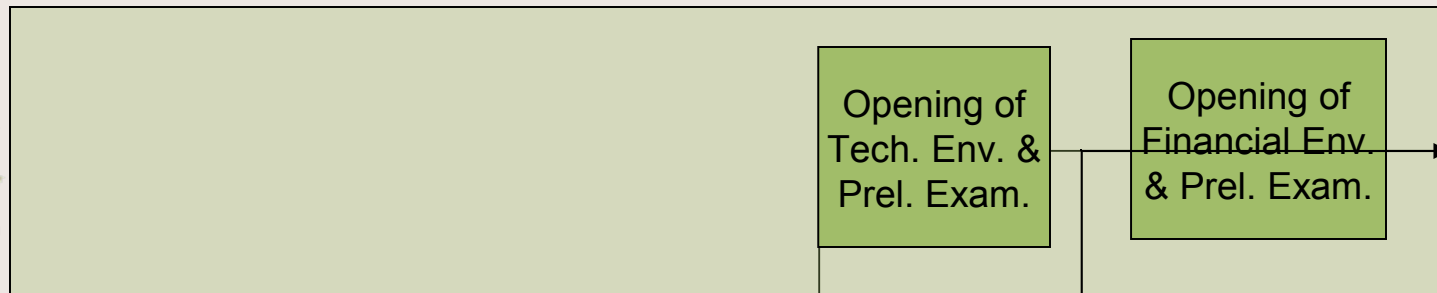 Opening of
Tech. Env. &
Prel. Exam.
Opening of
Financial Env.
& Prel. Exam.